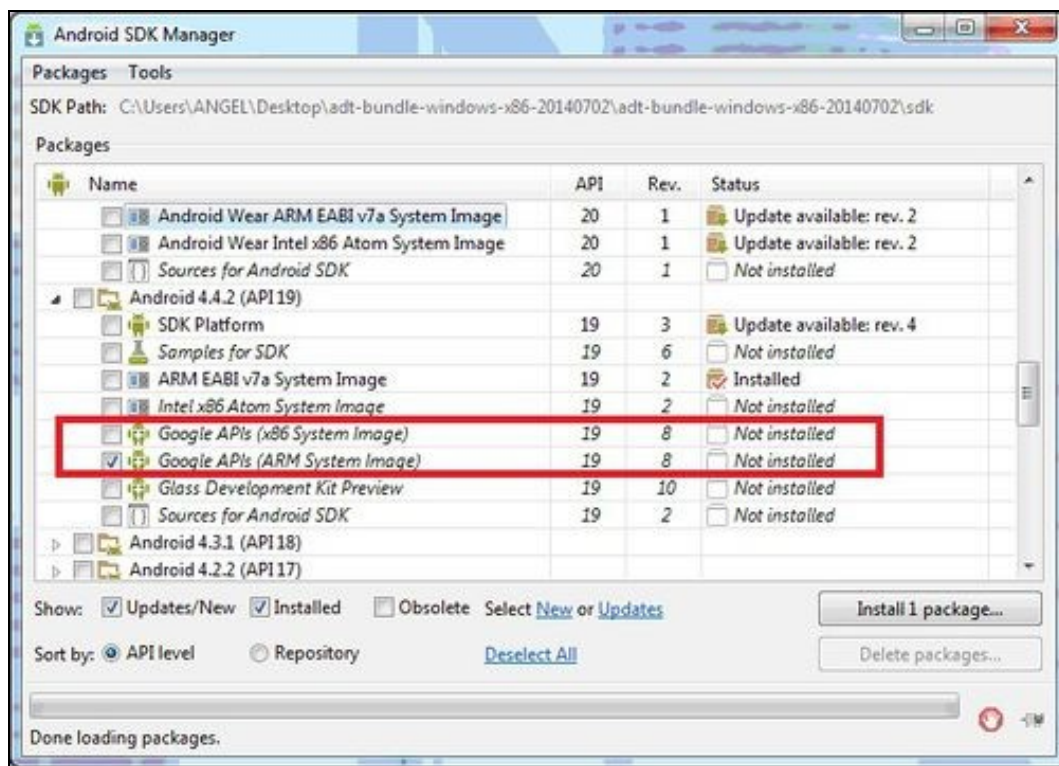 Android SDK Manager
Packages Tools
SDK Path: C:\Users\ANGEL\Desktop\adt-bundle-windows-x86-20140702\adt-bundle-windows-x86-20140702\sdk
Packages
Name API Rev. Status
Android Wear ARM EABI v7a System Image 20 1 Update available: rev. 2
Android Wear Intel x86 Atom System Image 20 1 Update available: rev. 2
Sources for Android SDK 20 1 Not installed
Android 4.4.2 (API 19)
SDK Platform 19 3 Update available: rev. 4
Samples for SDK 19 6 Not installed
ARM EABI v7a System Image 19 2 Installed
Intel x86 Atom System Image 19 2 Not installed
Google APIs (x86 System Image) 19 8 Not installed
Google APIs (ARM System Image) 19 8 Not installed
Glass Development Kit Preview 19 10 Not installed
Sources for Android SDK 19 2 Not installed
Android 4.3.1 (API 18)
Android 4.2.2 (API 17)
Show: Updates/New Installed Obsolete Select New or Updates Install 1 package...
Sort by: API level Repository Deselect All Delete packages...
Done loading packages.